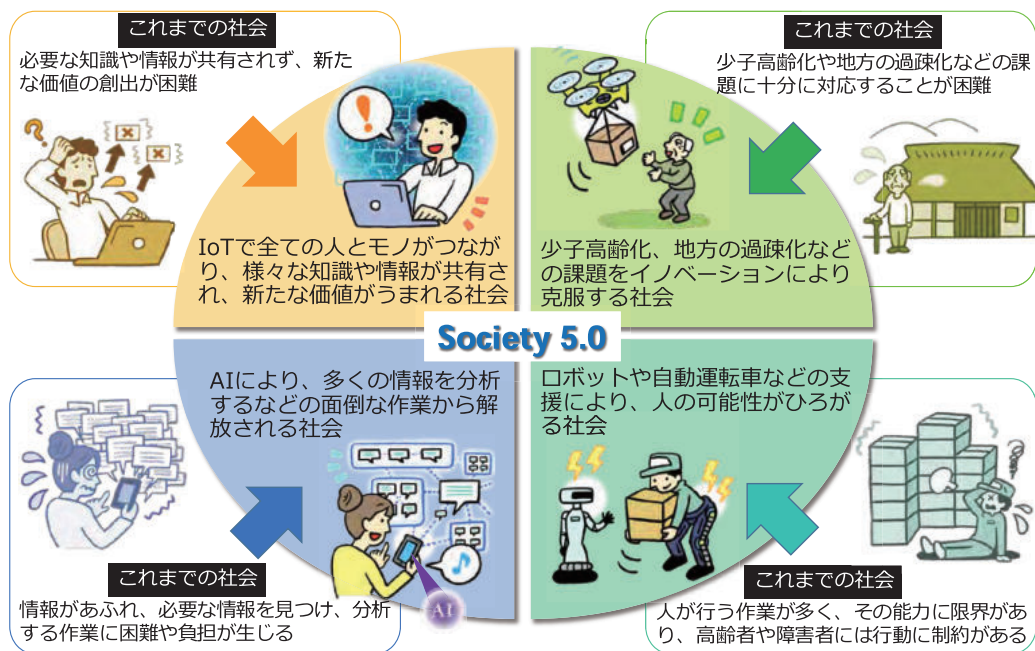 これまでの社会
必要な知識や情報が共有されず、新た
な価値の創出が困難
?
!
IoTで全ての人とモノがつなが
り、様々な知識や情報が共有さ
れ、新たな価値がうまれる社会
これまでの社会
少子高齢化や地方の過疎化などの課
題に十分に対応することが困難
少子高齢化、地方の過疎化など
の課題をイノベーションにより
克服する社会
Society 5.0
AIにより、多くの情報を分析
するなどの面倒な作業から解
放される社会
AI
これまでの社会
情報があふれ、必要な情報を見つけ、分析
する作業に困難や負担が生じる
ロボットや自動運転車などの支
援により、人の可能性がひろが
る社会
これまでの社会
人が行う作業が多く、その能力に限界があ
り、高齢者や障害者には行動に制約がある